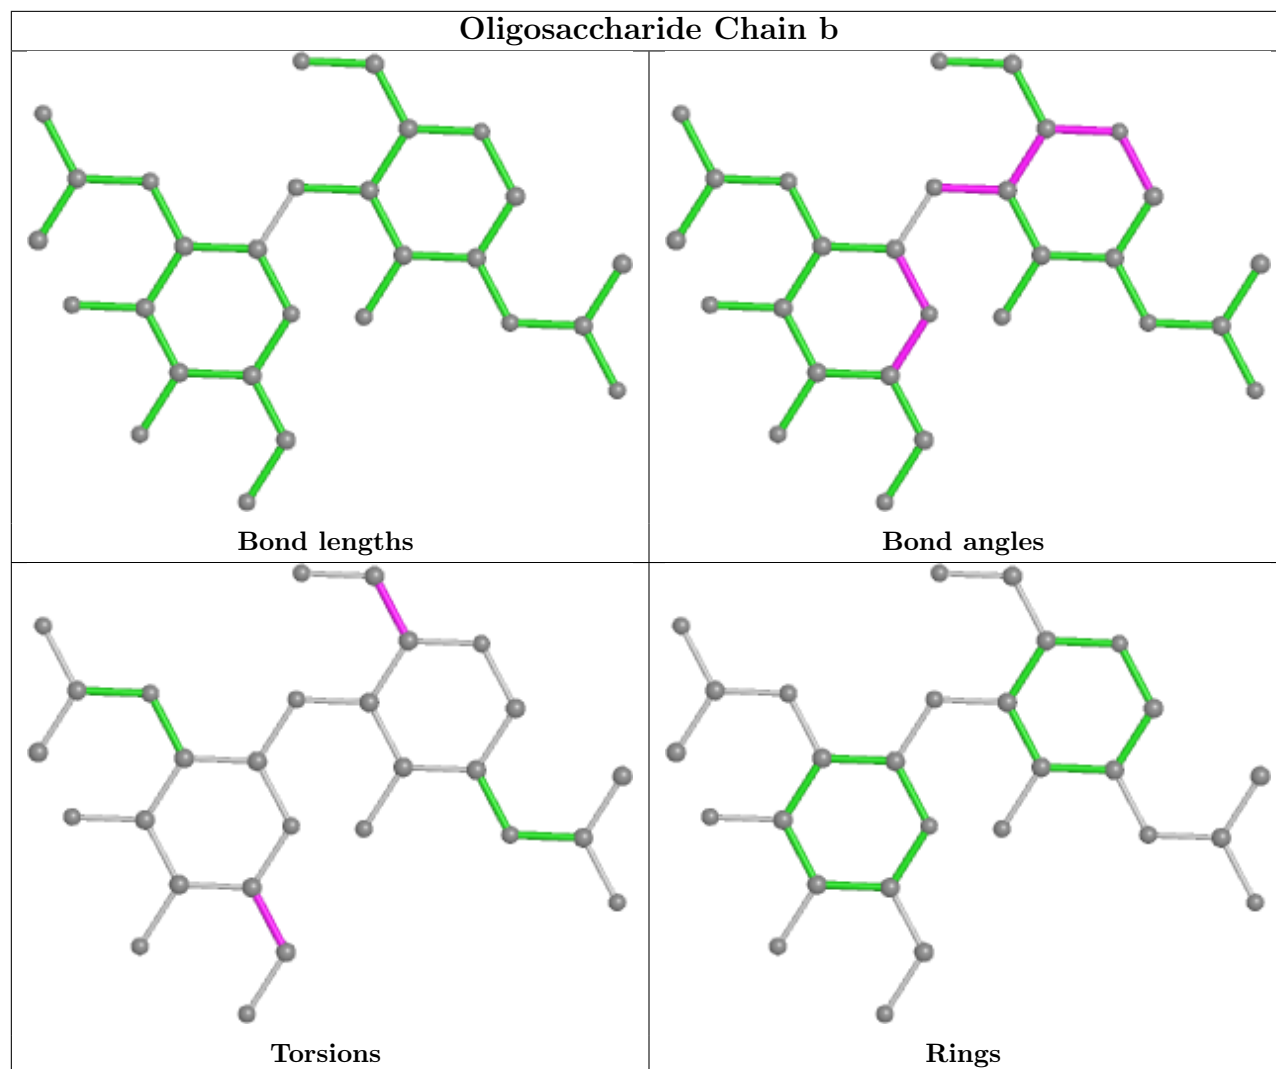 Oligosaccharide Chain b
Bond lengths
Bond angles
Torsions
Rings